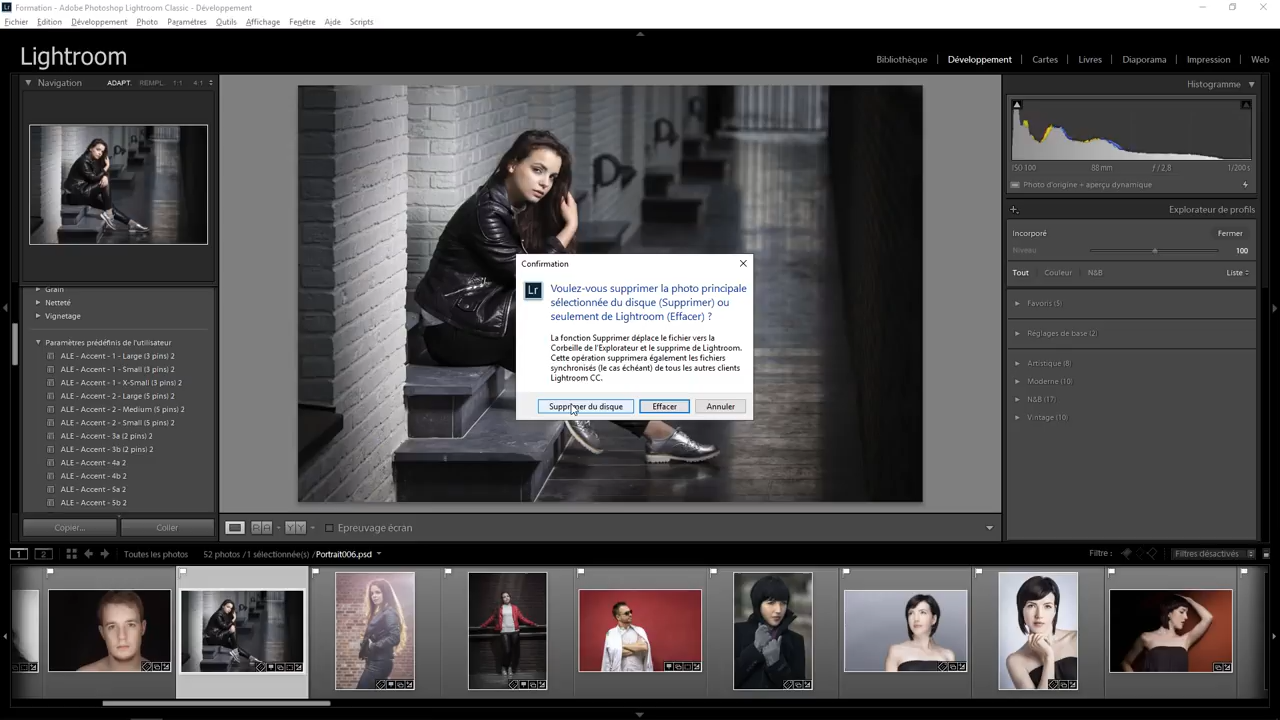 Formation - Adobe Photoshop Lightroom Classic - Développement
Fichier Edition Développement Photo Paramètres Outils Affichage Fenêtre Aide Scripts
Lightroom
Bibliothèque | Développement | Cartes | Livres | Diaporama | Impression | Web
Navigation ADAPT. REMPL. 1:1 4:1
Histogramme
ISO 100 88 mm f / 2,8 1/200 s
Photo d'origine + aperçu dynamique
Explorateur de profils
Incorporé Fermer
Niveau 100
Tout Couleur N&B Liste
Favoris (5)
Réglages de base (2)
Artistique (8)
Moderne (10)
N&B (17)
Vintage (10)
Grain
Netteté
Vignetage
Paramètres prédéfinis de l'utilisateur
ALE - Accent - 1 - Large (3 pins) 2
ALE - Accent - 1 - Small (3 pins) 2
ALE - Accent - 1 - X-Small (3 pins) 2
ALE - Accent - 2 - Large (5 pins) 2
ALE - Accent - 2 - Medium (5 pins) 2
ALE - Accent - 2 - Small (5 pins) 2
ALE - Accent - 3a (2 pins) 2
ALE - Accent - 3b (2 pins) 2
ALE - Accent - 4a 2
ALE - Accent - 4b 2
ALE - Accent - 5a 2
ALE - Accent - 5b 2
Copier... Coller
Confirmation
Lr
Voulez-vous supprimer la photo principale
sélectionnée du disque (Supprimer) ou
seulement de Lightroom (Effacer) ?
La fonction Supprimer déplace le fichier vers la
Corbeille de l'Explorateur et le supprime de Lightroom.
Cette opération supprimera également les fichiers
synchronisés (le cas échéant) de tous les autres clients
Lightroom CC.
Supprimer du disque Effacer Annuler
Epreuvage écran
1 2 Toutes les photos 52 photos /1 sélectionnée(s) /Portrait006.psd
Filtre : Filtres désactivés